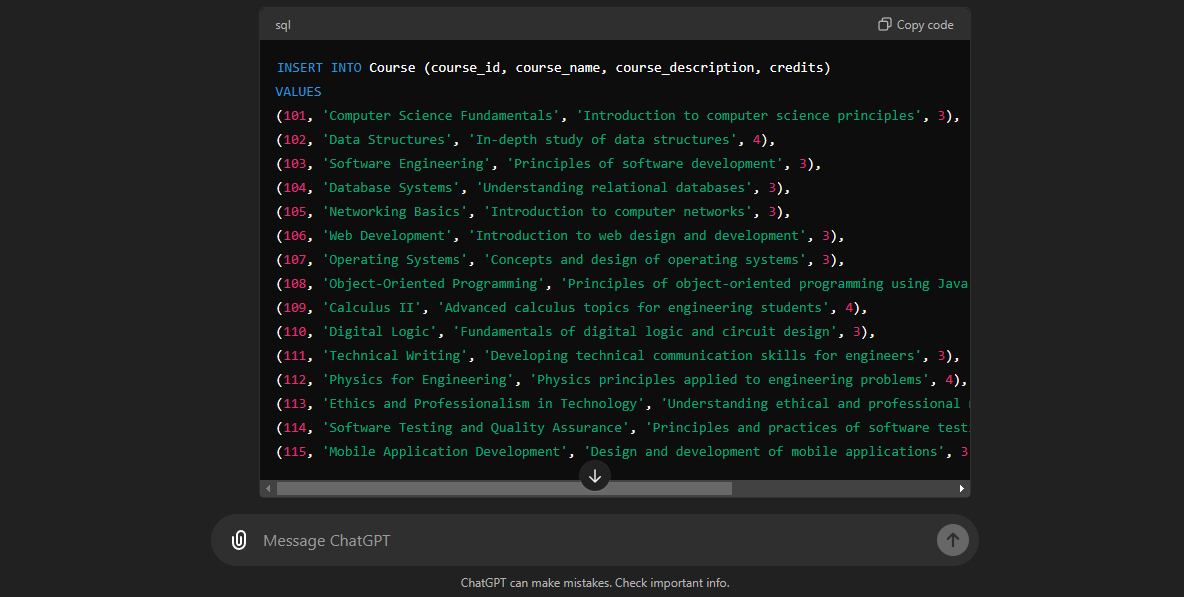 sql
Copy code
INSERT INTO Course (course_id, course_name, course_description, credits)
VALUES
(101, 'Computer Science Fundamentals', 'Introduction to computer science principles', 3),
(102, 'Data Structures', 'In-depth study of data structures', 4),
(103, 'Software Engineering', 'Principles of software development', 3),
(104, 'Database Systems', 'Understanding relational databases', 3),
(105, 'Networking Basics', 'Introduction to computer networks', 3),
(106, 'Web Development', 'Introduction to web design and development', 3),
(107, 'Operating Systems', 'Concepts and design of operating systems', 3),
(108, 'Object-Oriented Programming', 'Principles of object-oriented programming using Java
(109, 'Calculus II', 'Advanced calculus topics for engineering students', 4),
(110, 'Digital Logic', 'Fundamentals of digital logic and circuit design', 3),
(111, 'Technical Writing', 'Developing technical communication skills for engineers', 3),
(112, 'Physics for Engineering', 'Physics principles applied to engineering problems', 4),
(113, 'Ethics and Professionalism in Technology', 'Understanding ethical and professional
(114, 'Software Testing and Quality Assurance', 'Principles and practices of software testi
(115, 'Mobile Application Development', 'Design and development of mobile applications', 3
Message ChatGPT
ChatGPT can make mistakes. Check important info.